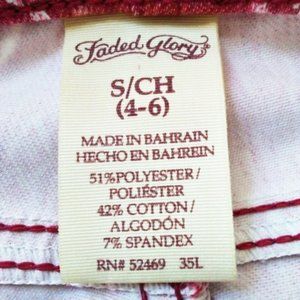 Faded Glory
S/CH
(4-6)
MADE IN BAHRAIN
HECHO EN BAHREIN
51%POLYESTER/
POLIÉSTER
42% COTTON/
ALGODÓN
7% SPANDEX
RN# 52469 35L